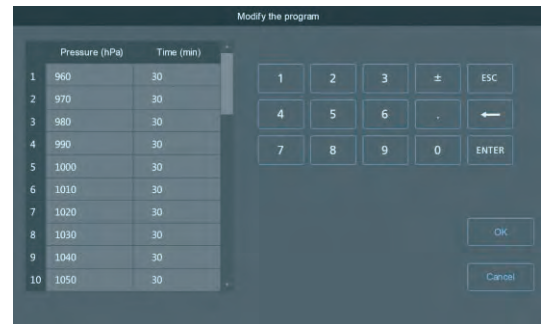 Modify the program
Pressure (hPa) Time (min)
1 960 30
2 970 30
3 980 30
4 990 30
5 1000 30
6 1010 30
7 1020 30
8 1030 30
9 1040 30
10 1050 30
1 2 3 ± ESC
4 5 6 . ←
7 8 9 0 ENTER
OK
Cancel